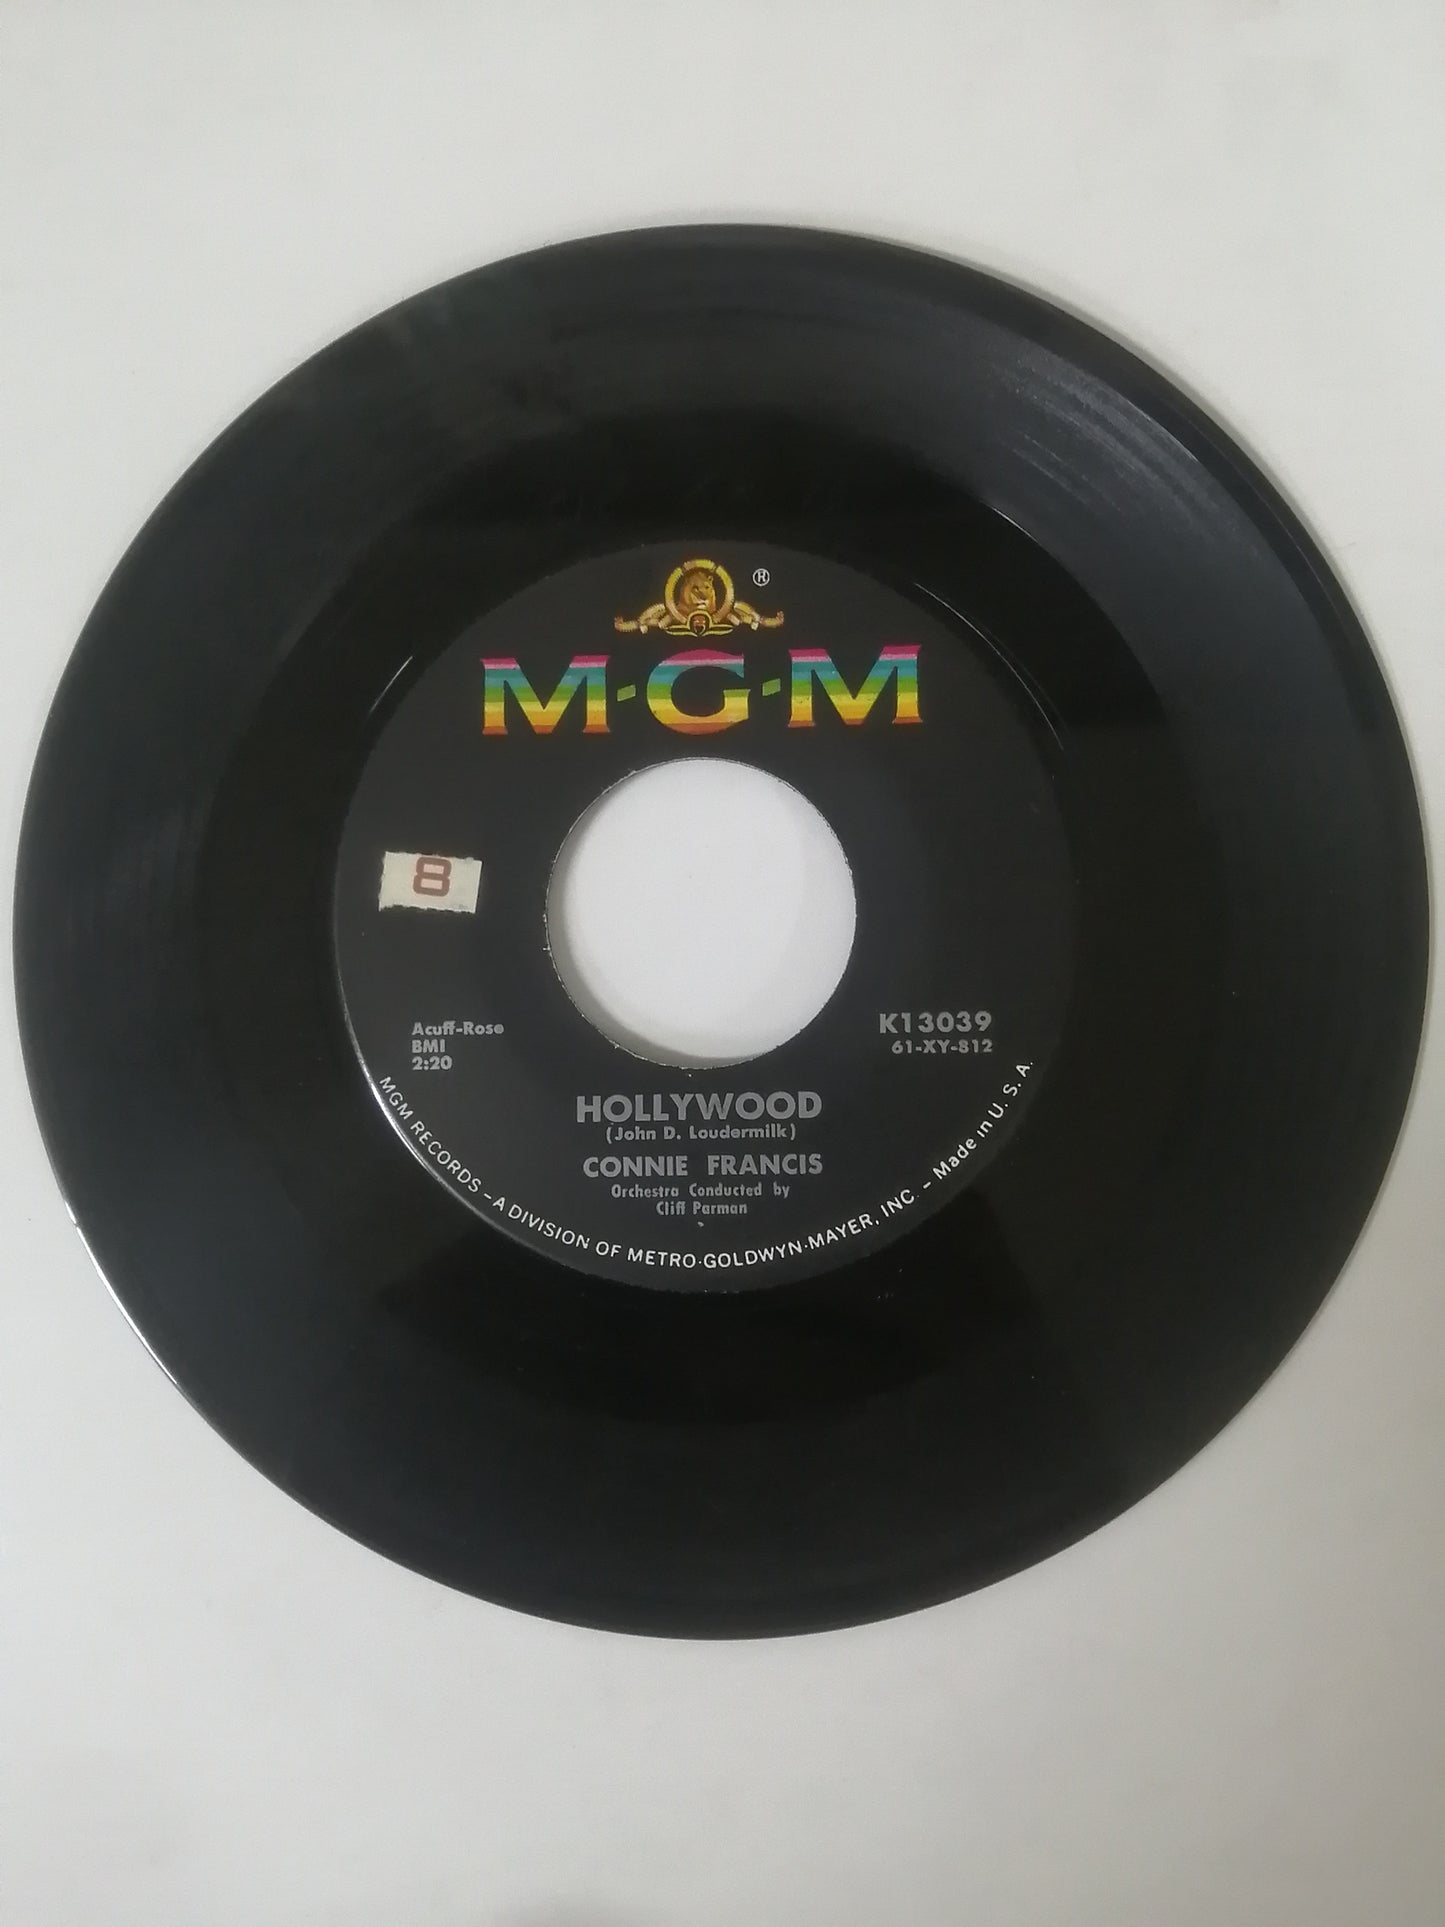 ®
M·G·M
8
Acuff-Rose
BMI
2:20
K13039
61-XY-812
HOLLYWOOD
(John D. Loudermilk)
CONNIE FRANCIS
Orchestra Conducted by
Cliff Parman
MGM RECORDS – A DIVISION OF METRO-GOLDWYN-MAYER, INC. – Made in U. S. A.